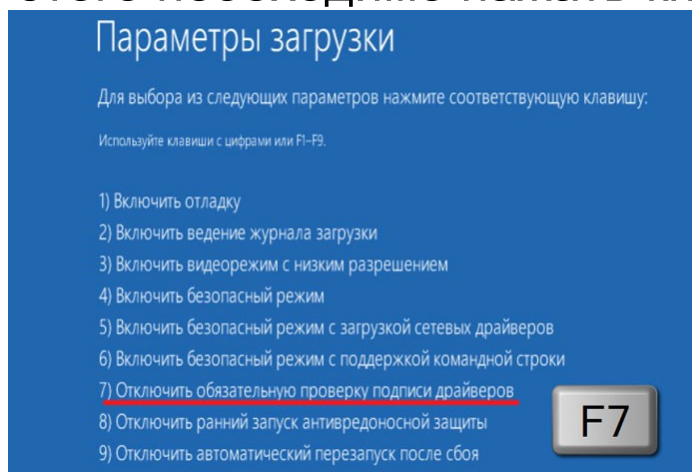 Параметры загрузки
Для выбора из следующих параметров нажмите соответствующую клавишу:
Используйте клавиши с цифрами или F1–F9.
1) Включить отладку
2) Включить ведение журнала загрузки
3) Включить видеорежим с низким разрешением
4) Включить безопасный режим
5) Включить безопасный режим с загрузкой сетевых драйверов
6) Включить безопасный режим с поддержкой командной строки
7) Отключить обязательную проверку подписи драйверов
8) Отключить ранний запуск антивредоносной защиты
9) Отключить автоматический перезапуск после сбоя
F7